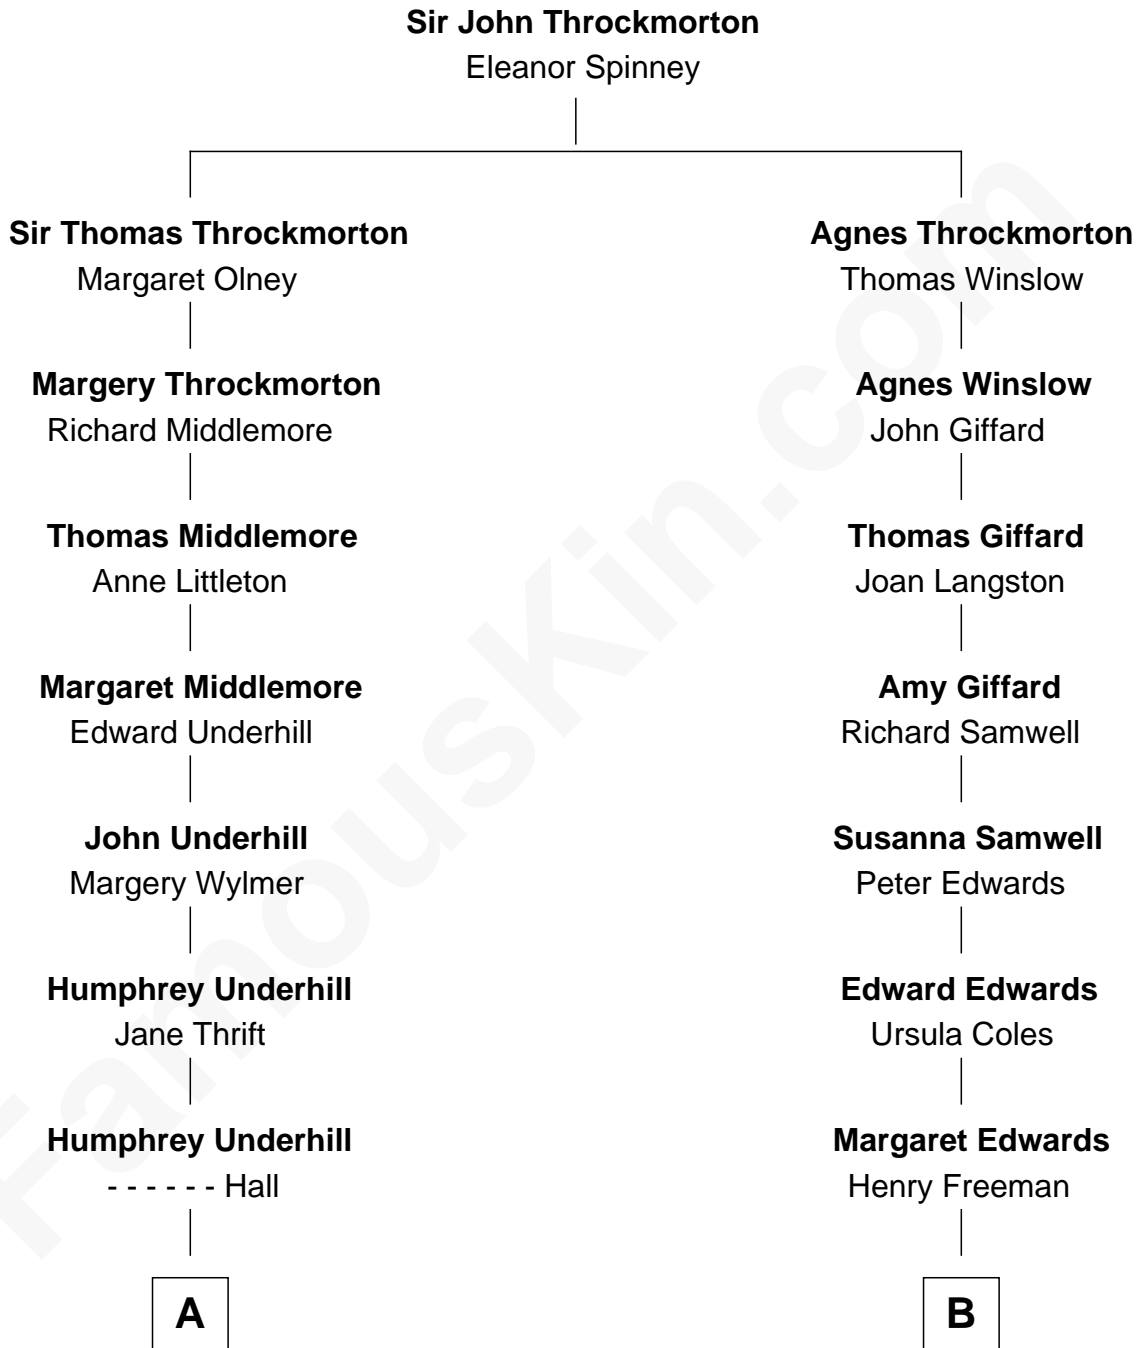 Sir John Throckmorton
Eleanor Spinney
Sir Thomas Throckmorton
Margaret Olney
Agnes Throckmorton
Thomas Winslow
Margery Throckmorton
Richard Middlemore
Agnes Winslow
John Giffard
Thomas Middlemore
Anne Littleton
Thomas Giffard
Joan Langston
Margaret Middlemore
Edward Underhill
Amy Giffard
Richard Samwell
John Underhill
Margery Wylmer
Susanna Samwell
Peter Edwards
Humphrey Underhill
Jane Thrift
Edward Edwards
Ursula Coles
Humphrey Underhill
- - - - - - Hall
Margaret Edwards
Henry Freeman
A
B
FamousKin.com